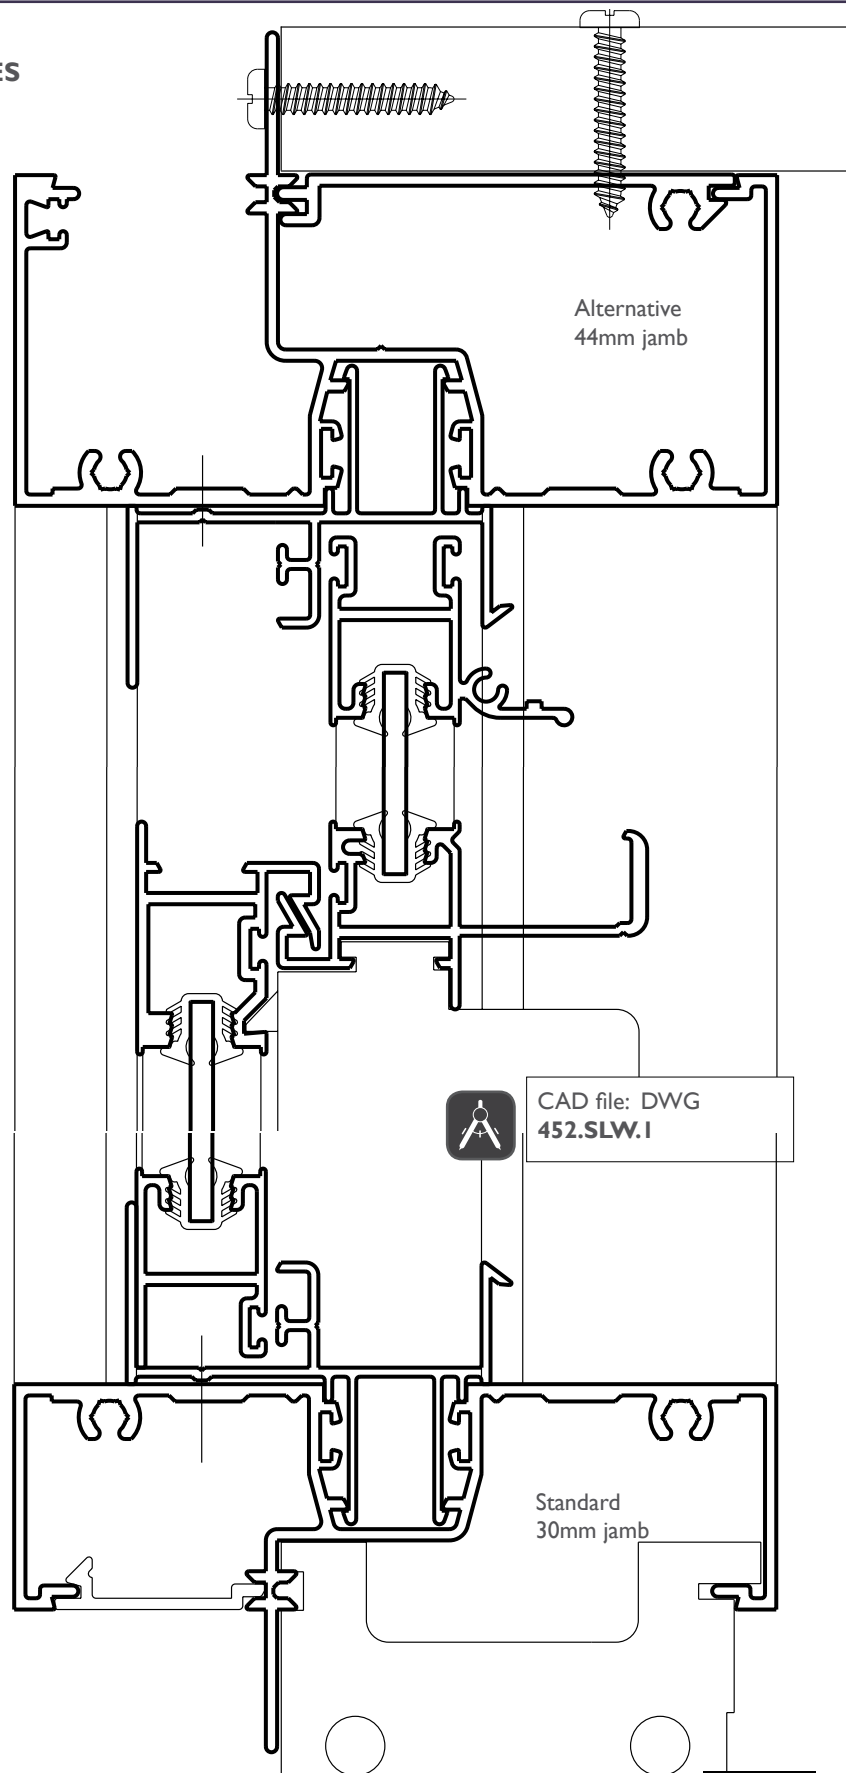 ES
Alternative
44mm jamb
CAD file: DWG
452.SLW.1
Standard
30mm jamb